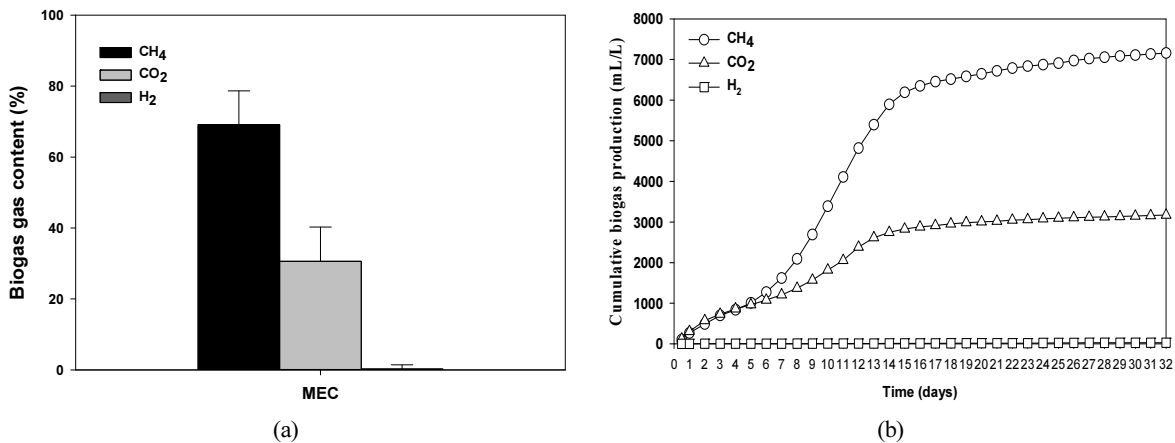 100
80
60
40
20
0
Biogas gas content (%)
CH4
CO2
H2
MEC
(a)
8000
7000
6000
5000
4000
3000
2000
1000
0
Cumulative biogas production (mL/L)
CH4
CO2
H2
0 1 2 3 4 5 6 7 8 9 10 11 12 13 14 15 16 17 18 19 20 21 22 23 24 25 26 27 28 29 30 31 32
Time (days)
(b)